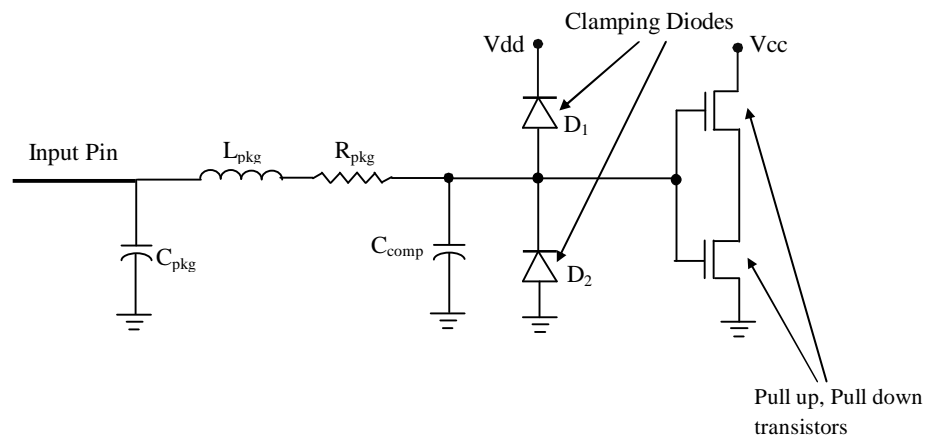 Clamping Diodes
Vdd
Vcc
D1
Input Pin
Lpkg
Rpkg
Cpkg
Ccomp
D2
Pull up, Pull down
transistors